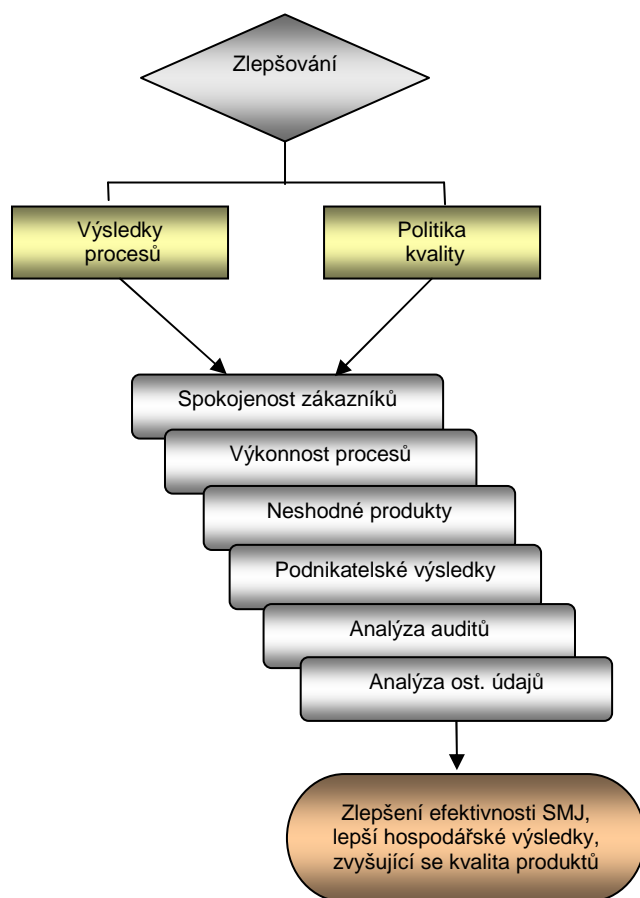 Zlepšování
Výsledky
procesů
Politika
kvality
Spokojenost zákazníků
Výkonnost procesů
Neshodné produkty
Podnikatelské výsledky
Analýza auditů
Analýza ost. údajů
Zlepšení efektivnosti SMJ,
lepší hospodářské výsledky,
zvyšující se kvalita produktů